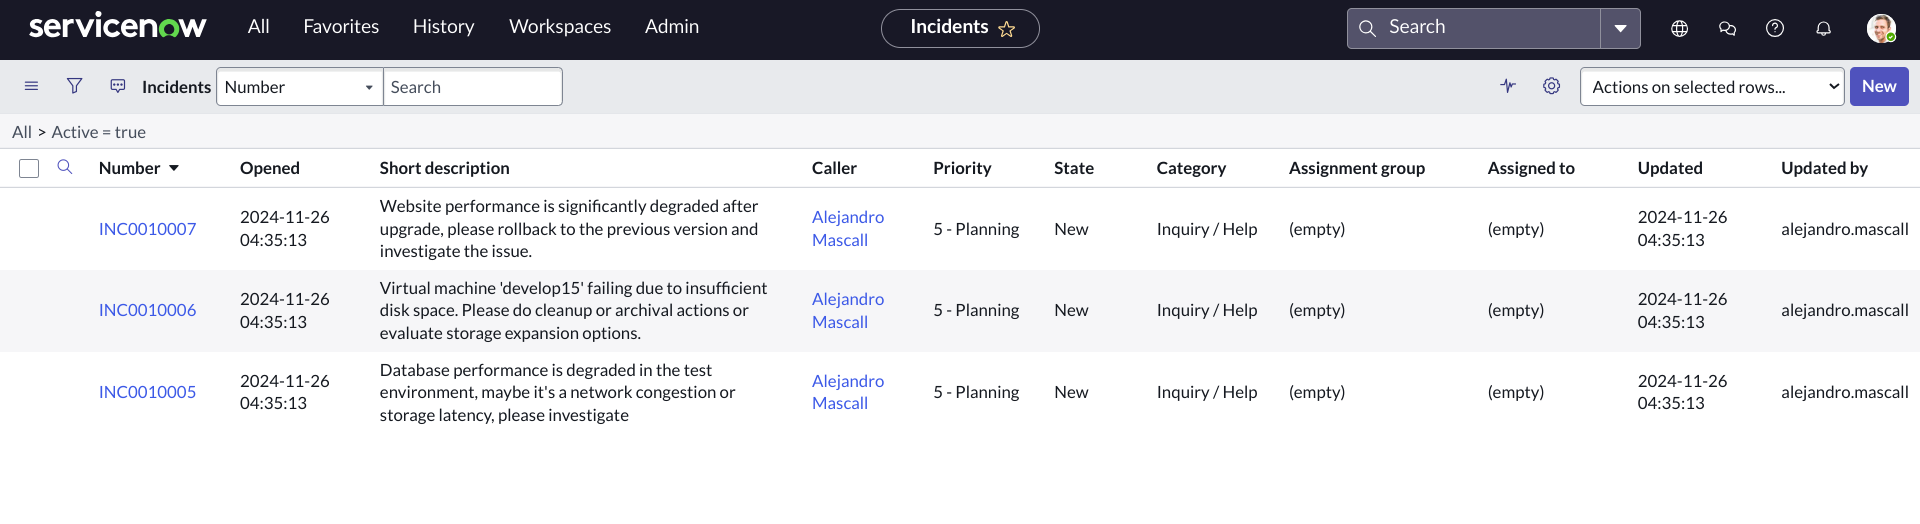 servicenow All Favorites History Workspaces Admin Incidents Search
Incidents Number Search Actions on selected rows... New
All > Active = true
Number Opened Short description Caller Priority State Category Assignment group Assigned to Updated Updated by
INC0010007 2024-11-26 04:35:13 Website performance is significantly degraded after
upgrade, please rollback to the previous version and
investigate the issue. Alejandro Mascall 5 - Planning New Inquiry / Help (empty) (empty) 2024-11-26 04:35:13 alejandro.mascall
INC0010006 2024-11-26 04:35:13 Virtual machine 'develop15' failing due to insufficient
disk space. Please do cleanup or archival actions or
evaluate storage expansion options. Alejandro Mascall 5 - Planning New Inquiry / Help (empty) (empty) 2024-11-26 04:35:13 alejandro.mascall
INC0010005 2024-11-26 04:35:13 Database performance is degraded in the test
environment, maybe it's a network congestion or
storage latency, please investigate Alejandro Mascall 5 - Planning New Inquiry / Help (empty) (empty) 2024-11-26 04:35:13 alejandro.mascall